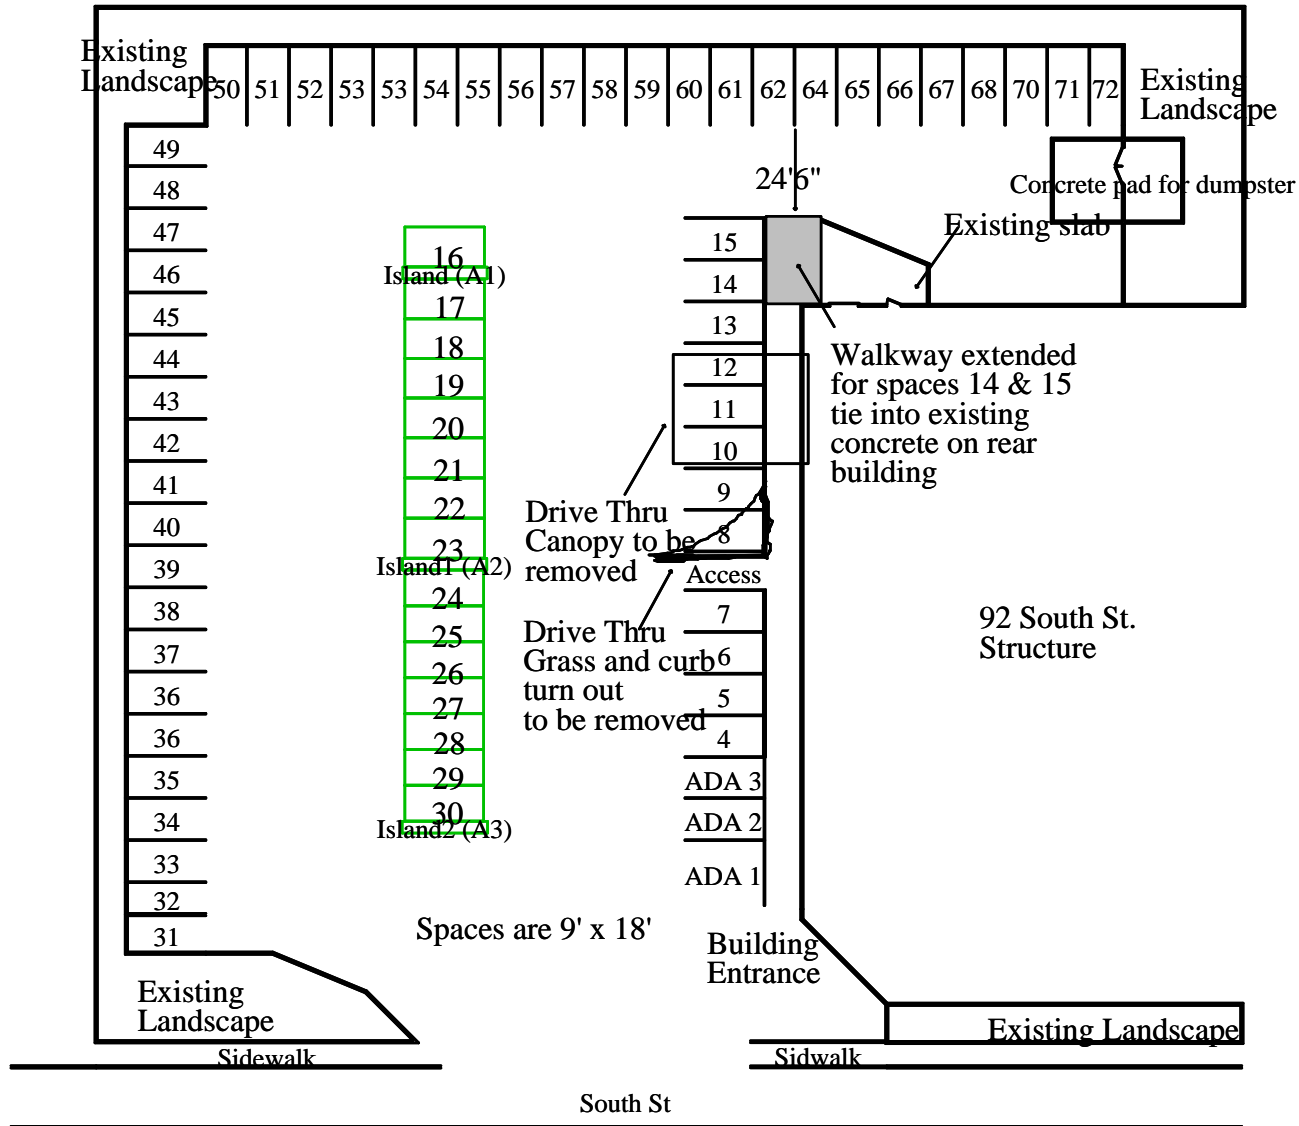 Existing
Landscape
50 51 52 53 53 54 55 56 57 58 59 60 61 62 64 65 66 67 68 70 71 72
Existing
Landscape
49
48
47
46
45
44
43
42
41
40
39
38
37
36
36
35
34
33
32
31
16
Island (A1)
17
18
19
20
21
22
23
Island1 (A2)
24
25
26
27
28
29
30
Island2 (A3)
24'6"
15
14
13
12
11
10
9
8
Access
7
6
5
4
ADA 3
ADA 2
ADA 1
Concrete pad for dumpster
Existing slab
Walkway extended
for spaces 14 & 15
tie into existing
concrete on rear
building
Drive Thru
Canopy to be
removed
Drive Thru
Grass and curb
turn out
to be removed
92 South St.
Structure
Spaces are 9' x 18'
Building
Entrance
Existing
Landscape
Existing Landscape
Sidewalk
Sidwalk
South St